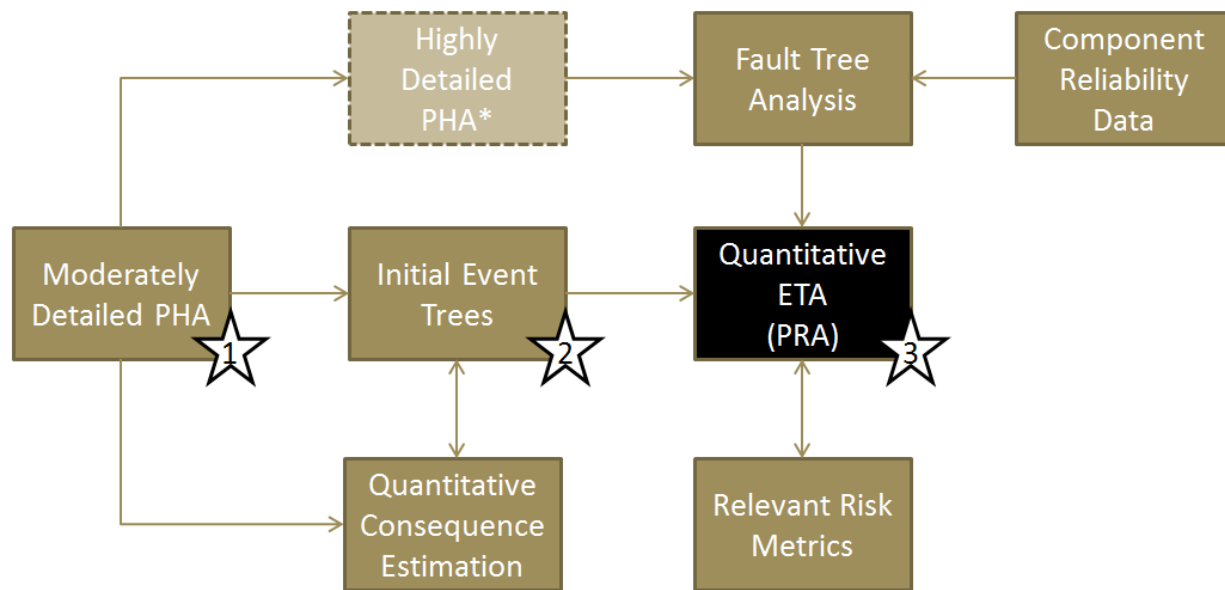 Highly
Detailed
PHA*
Fault Tree
Analysis
Component
Reliability
Data
Moderately
Detailed PHA
1
Initial Event
Trees
2
Quantitative
ETA
(PRA)
3
Quantitative
Consequence
Estimation
Relevant Risk
Metrics